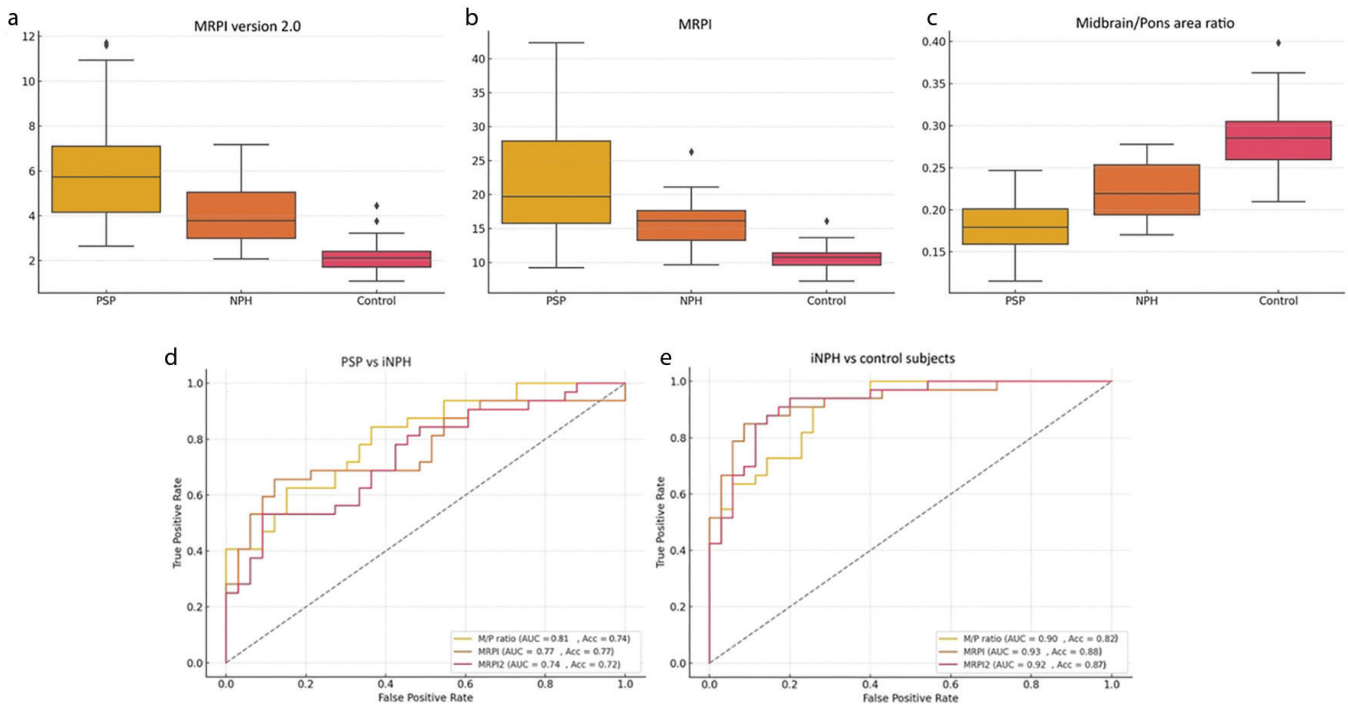 a
MRPI version 2.0
12
10
8
6
4
2
PSP NPH Control
b
MRPI
40
35
30
25
20
15
10
PSP NPH Control
c
Midbrain/Pons area ratio
0.40
0.35
0.30
0.25
0.20
0.15
PSP NPH Control
d
PSP vs iNPH
True Positive Rate
1.0
0.8
0.6
0.4
0.2
0.0
M/P ratio (AUC = 0.81 , Acc = 0.74)
MRPI (AUC = 0.77 , Acc = 0.77)
MRPI2 (AUC = 0.74 , Acc = 0.72)
0.0 0.2 0.4 0.6 0.8 1.0
False Positive Rate
e
iNPH vs control subjects
True Positive Rate
1.0
0.8
0.6
0.4
0.2
0.0
M/P ratio (AUC = 0.90 , Acc = 0.82)
MRPI (AUC = 0.93 , Acc = 0.88)
MRPI2 (AUC = 0.92 , Acc = 0.87)
0.0 0.2 0.4 0.6 0.8 1.0
False Positive Rate